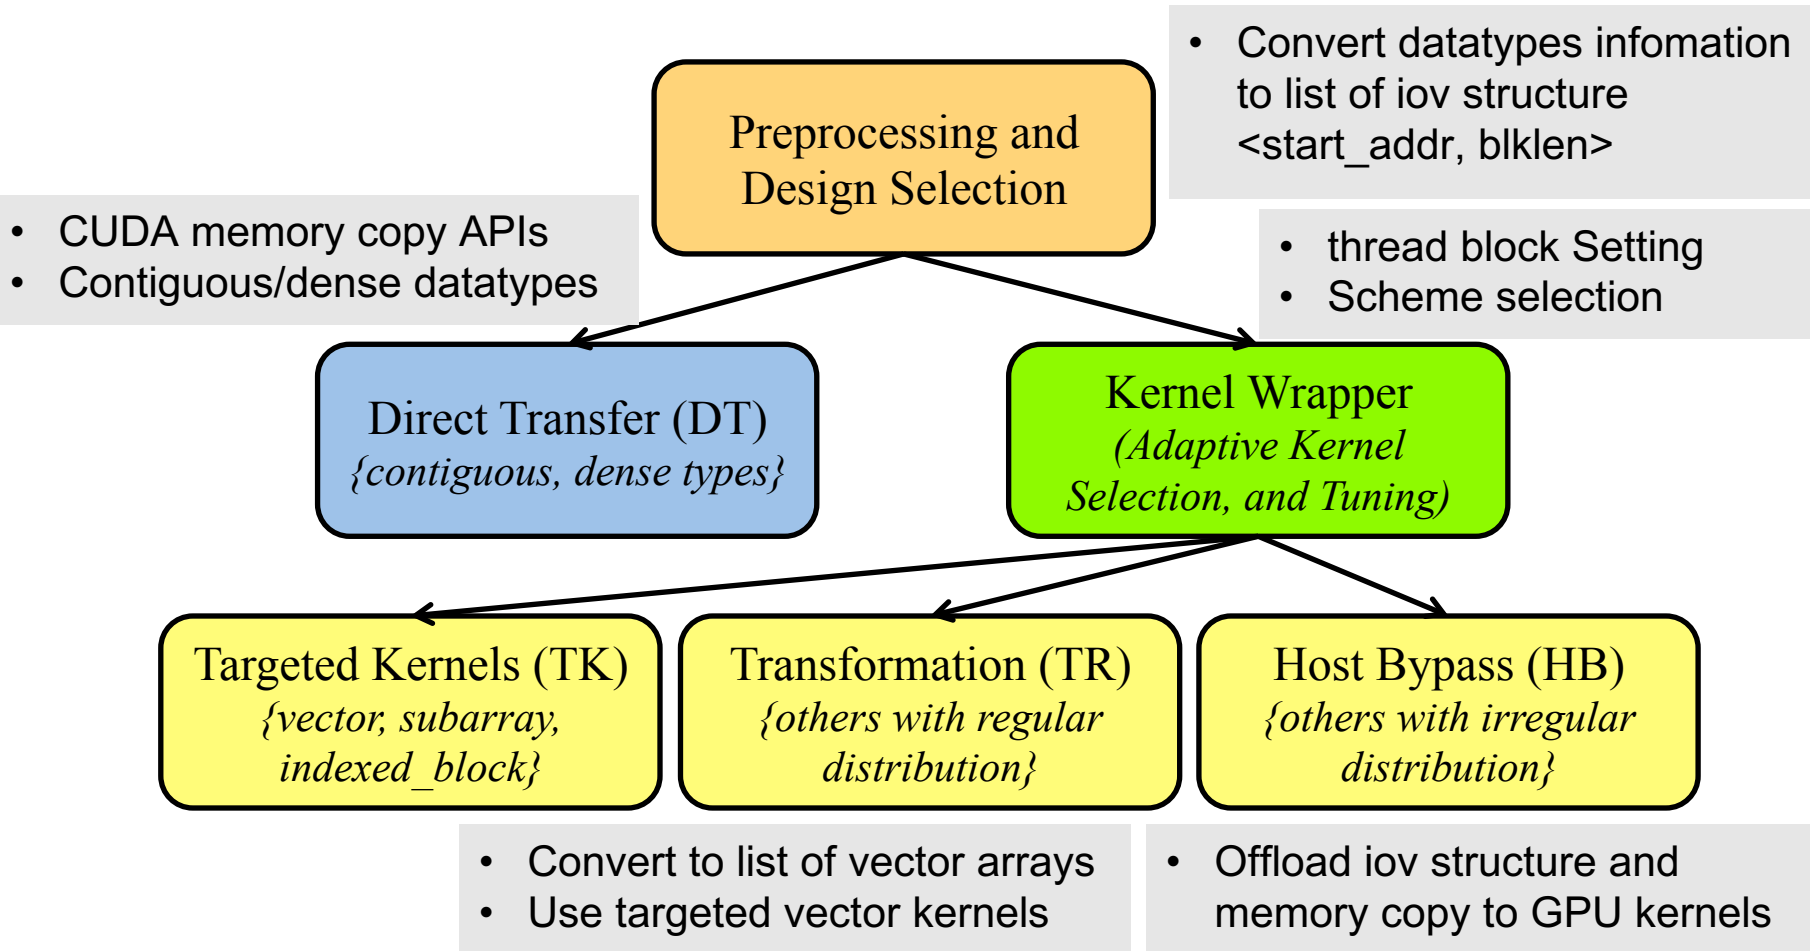 • Convert datatypes infomation
to list of iov structure
<start_addr, blklen>
Preprocessing and
Design Selection
• CUDA memory copy APIs
• Contiguous/dense datatypes
• thread block Setting
• Scheme selection
Direct Transfer (DT)
{contiguous, dense types}
Kernel Wrapper
(Adaptive Kernel
Selection, and Tuning)
Targeted Kernels (TK)
{vector, subarray,
indexed_block}
Transformation (TR)
{others with regular
distribution}
Host Bypass (HB)
{others with irregular
distribution}
• Convert to list of vector arrays
• Use targeted vector kernels
• Offload iov structure and
memory copy to GPU kernels